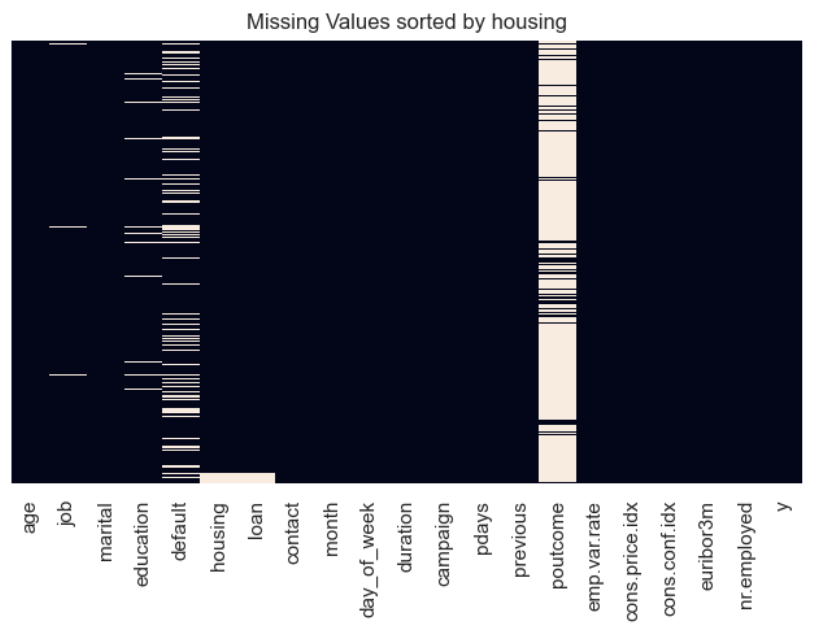 Missing Values sorted by housing
age
job
marital
education
default
housing
loan
contact
month
day_of_week
duration
campaign
pdays
previous
poutcome
emp.var.rate
cons.price.idx
cons.conf.idx
euribor3m
nr.employed
y